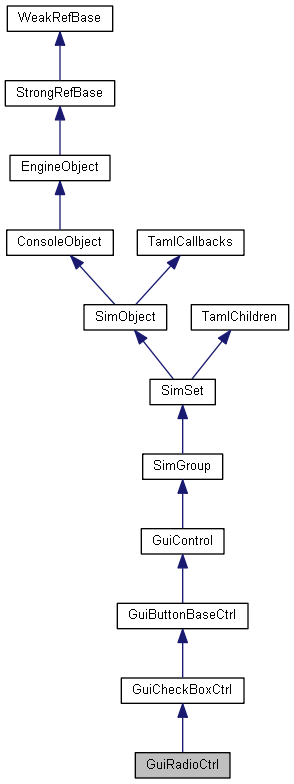 WeakRefBase
StrongRefBase
EngineObject
ConsoleObject
TamlCallbacks
SimObject
TamlChildren
SimSet
SimGroup
GuiControl
GuiButtonBaseCtrl
GuiCheckBoxCtrl
GuiRadioCtrl